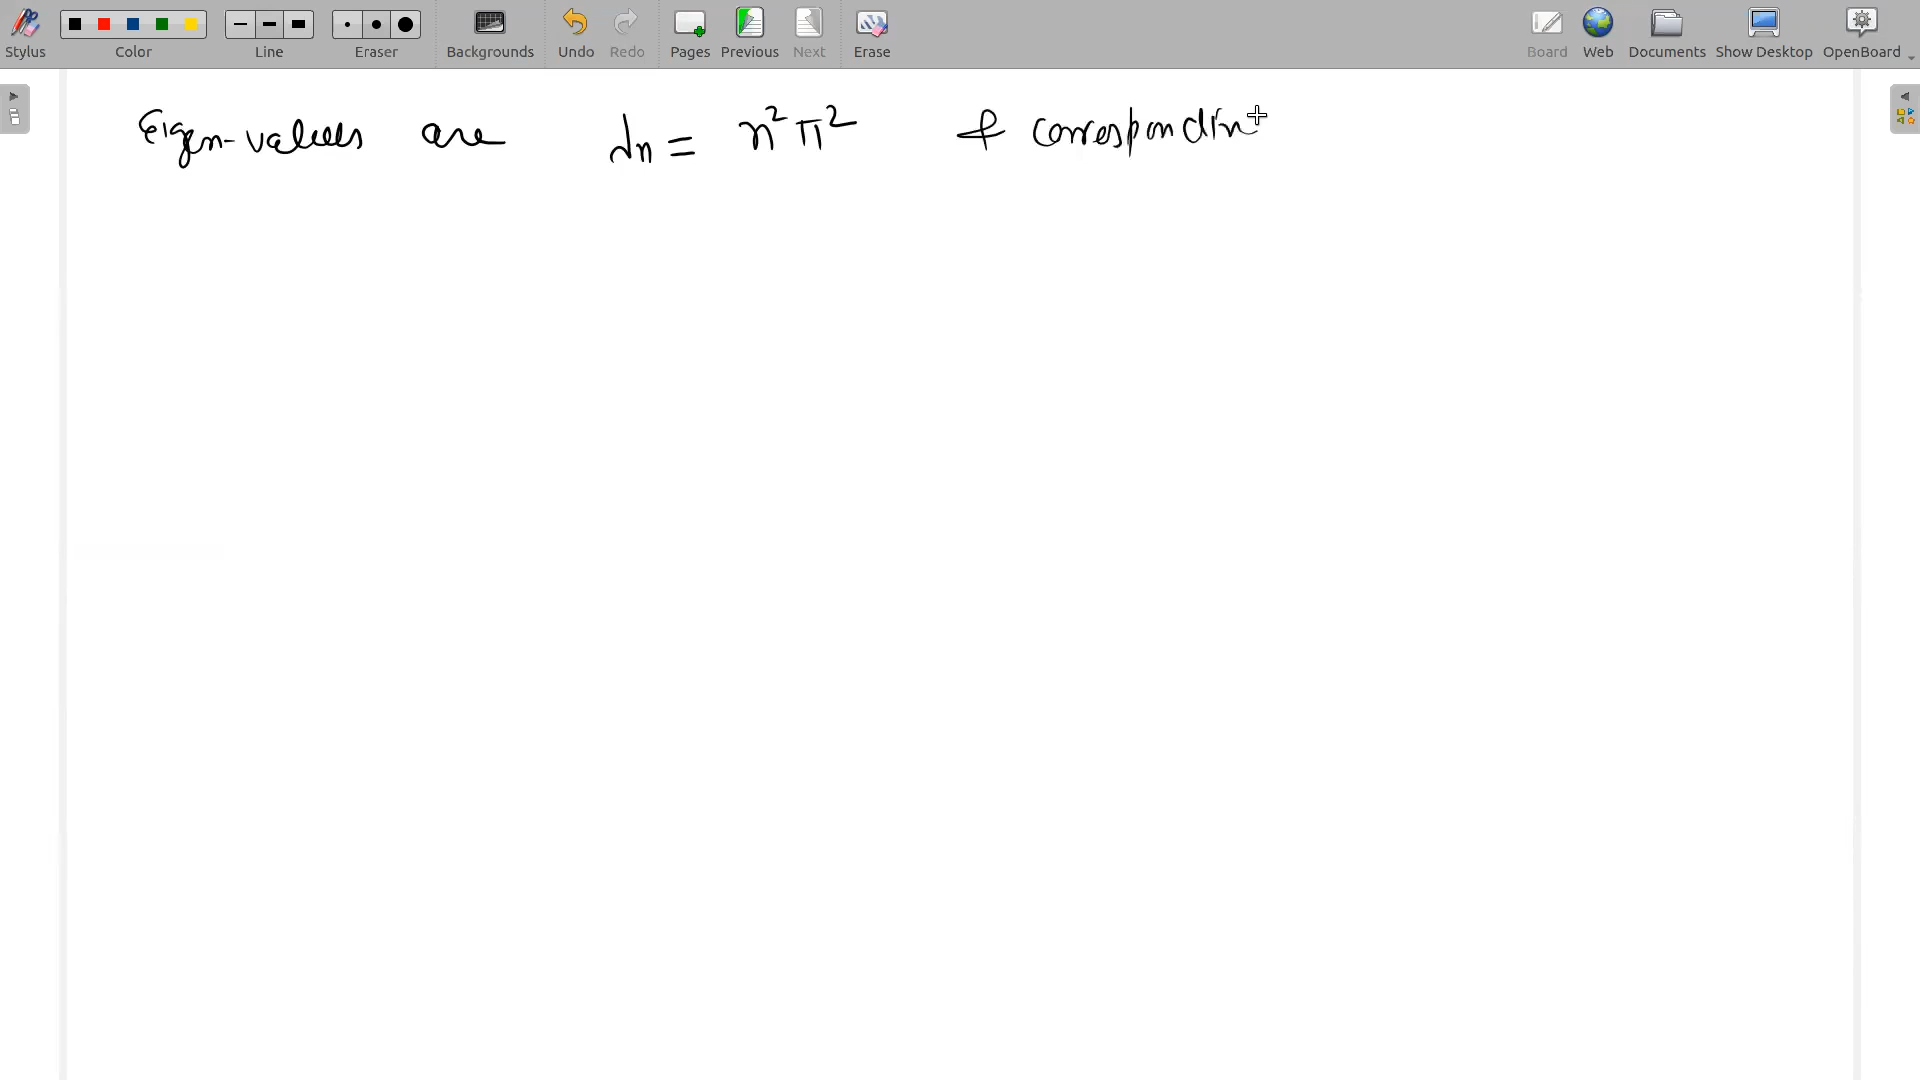 Stylus Color Line Eraser Backgrounds Undo Redo Pages Previous Next Erase Board Web Documents Show Desktop OpenBoard
Eigen-values are λn = n²π² & correspondin